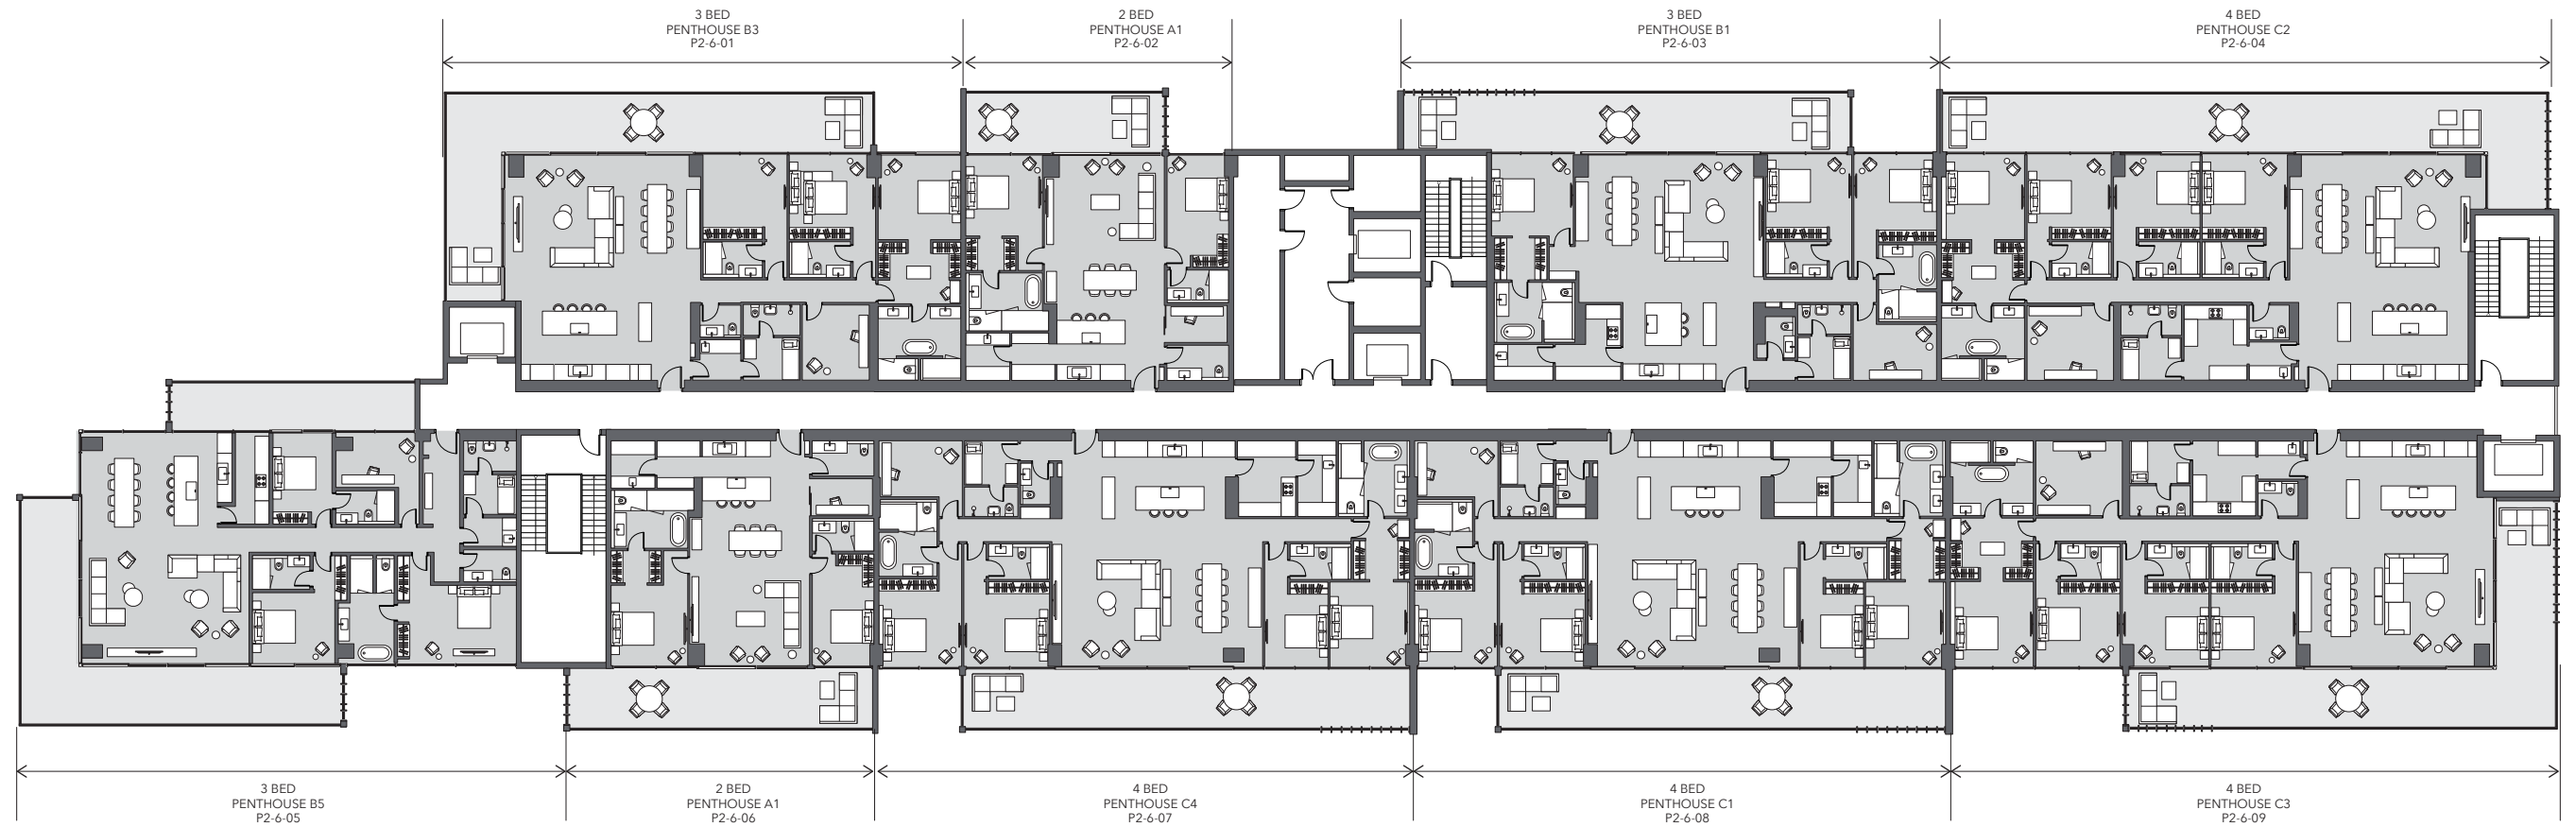 3 BED
PENTHOUSE B3
P2-6-01
2 BED
PENTHOUSE A1
P2-6-02
3 BED
PENTHOUSE B1
P2-6-03
4 BED
PENTHOUSE C2
P2-6-04
3 BED
PENTHOUSE B5
P2-6-05
2 BED
PENTHOUSE A1
P2-6-06
4 BED
PENTHOUSE C4
P2-6-07
4 BED
PENTHOUSE C1
P2-6-08
4 BED
PENTHOUSE C3
P2-6-09